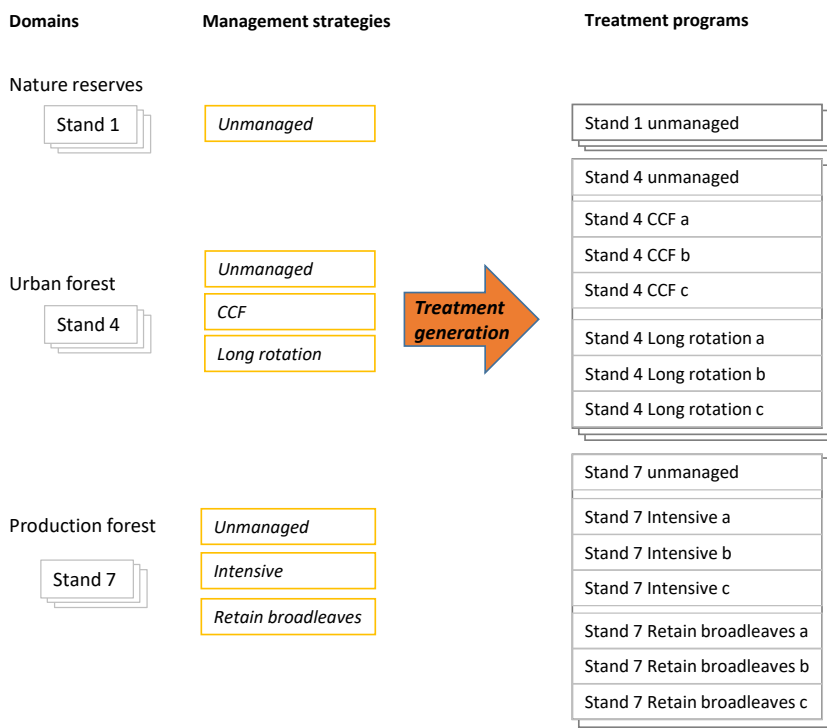 Domains
Management strategies
Treatment programs
Nature reserves
Stand 1
Unmanaged
Stand 1 unmanaged
Urban forest
Stand 4
Unmanaged
CCF
Long rotation
Treatment
generation
Stand 4 unmanaged
Stand 4 CCF a
Stand 4 CCF b
Stand 4 CCF c
Stand 4 Long rotation a
Stand 4 Long rotation b
Stand 4 Long rotation c
Production forest
Stand 7
Unmanaged
Intensive
Retain broadleaves
Stand 7 unmanaged
Stand 7 Intensive a
Stand 7 Intensive b
Stand 7 Intensive c
Stand 7 Retain broadleaves a
Stand 7 Retain broadleaves b
Stand 7 Retain broadleaves c